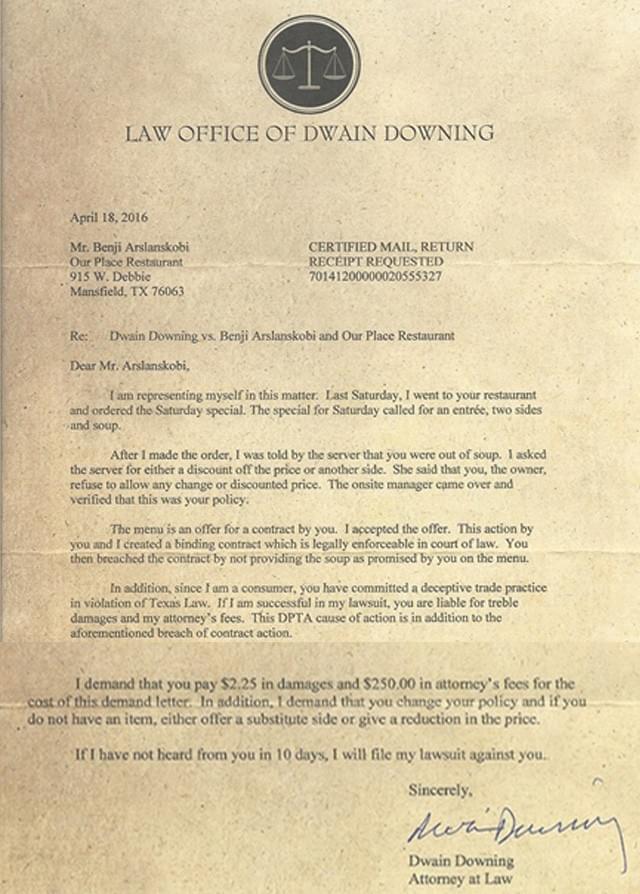 LAW OFFICE OF DWAIN DOWNING
April 18, 2016
Mr. Benji Arslanskobi
Our Place Restaurant
915 W. Debbie
Mansfield, TX 76063
CERTIFIED MAIL, RETURN
RECEIPT REQUESTED
70141200000020555327
Re: Dwain Downing vs. Benji Arslanskobi and Our Place Restaurant
Dear Mr. Arslanskobi,
I am representing myself in this matter. Last Saturday, I went to your restaurant
and ordered the Saturday special. The special for Saturday called for an entrée, two sides
and soup.
After I made the order, I was told by the server that you were out of soup. I asked
the server for either a discount off the price or another side. She said that you, the owner,
refuse to allow any change or discounted price. The onsite manager came over and
verified that this was your policy.
The menu is an offer for a contract by you. I accepted the offer. This action by
you and I created a binding contract which is legally enforceable in court of law. You
then breached the contract by not providing the soup as promised by you on the menu.
In addition, since I am a consumer, you have committed a deceptive trade practice
in violation of Texas Law. If I am successful in my lawsuit, you are liable for treble
damages and my attorney's fees. This DPTA cause of action is in addition to the
aforementioned breach of contract action.
I demand that you pay $2.25 in damages and $250.00 in attorney's fees for the
cost of this demand letter. In addition, I demand that you change your policy and if you
do not have an item, either offer a substitute side or give a reduction in the price.
If I have not heard from you in 10 days, I will file my lawsuit against you.
Sincerely,
Dwain Downing
Dwain Downing
Attorney at Law